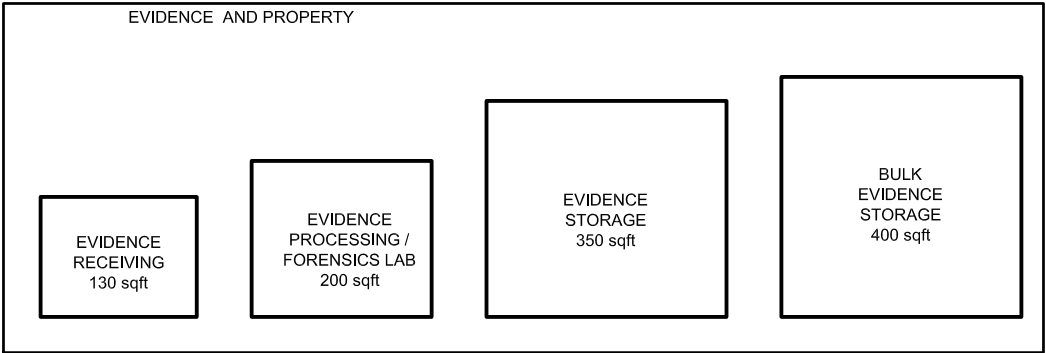 EVIDENCE AND PROPERTY
EVIDENCE
RECEIVING
130 sqft
EVIDENCE
PROCESSING /
FORENSICS LAB
200 sqft
EVIDENCE
STORAGE
350 sqft
BULK
EVIDENCE
STORAGE
400 sqft